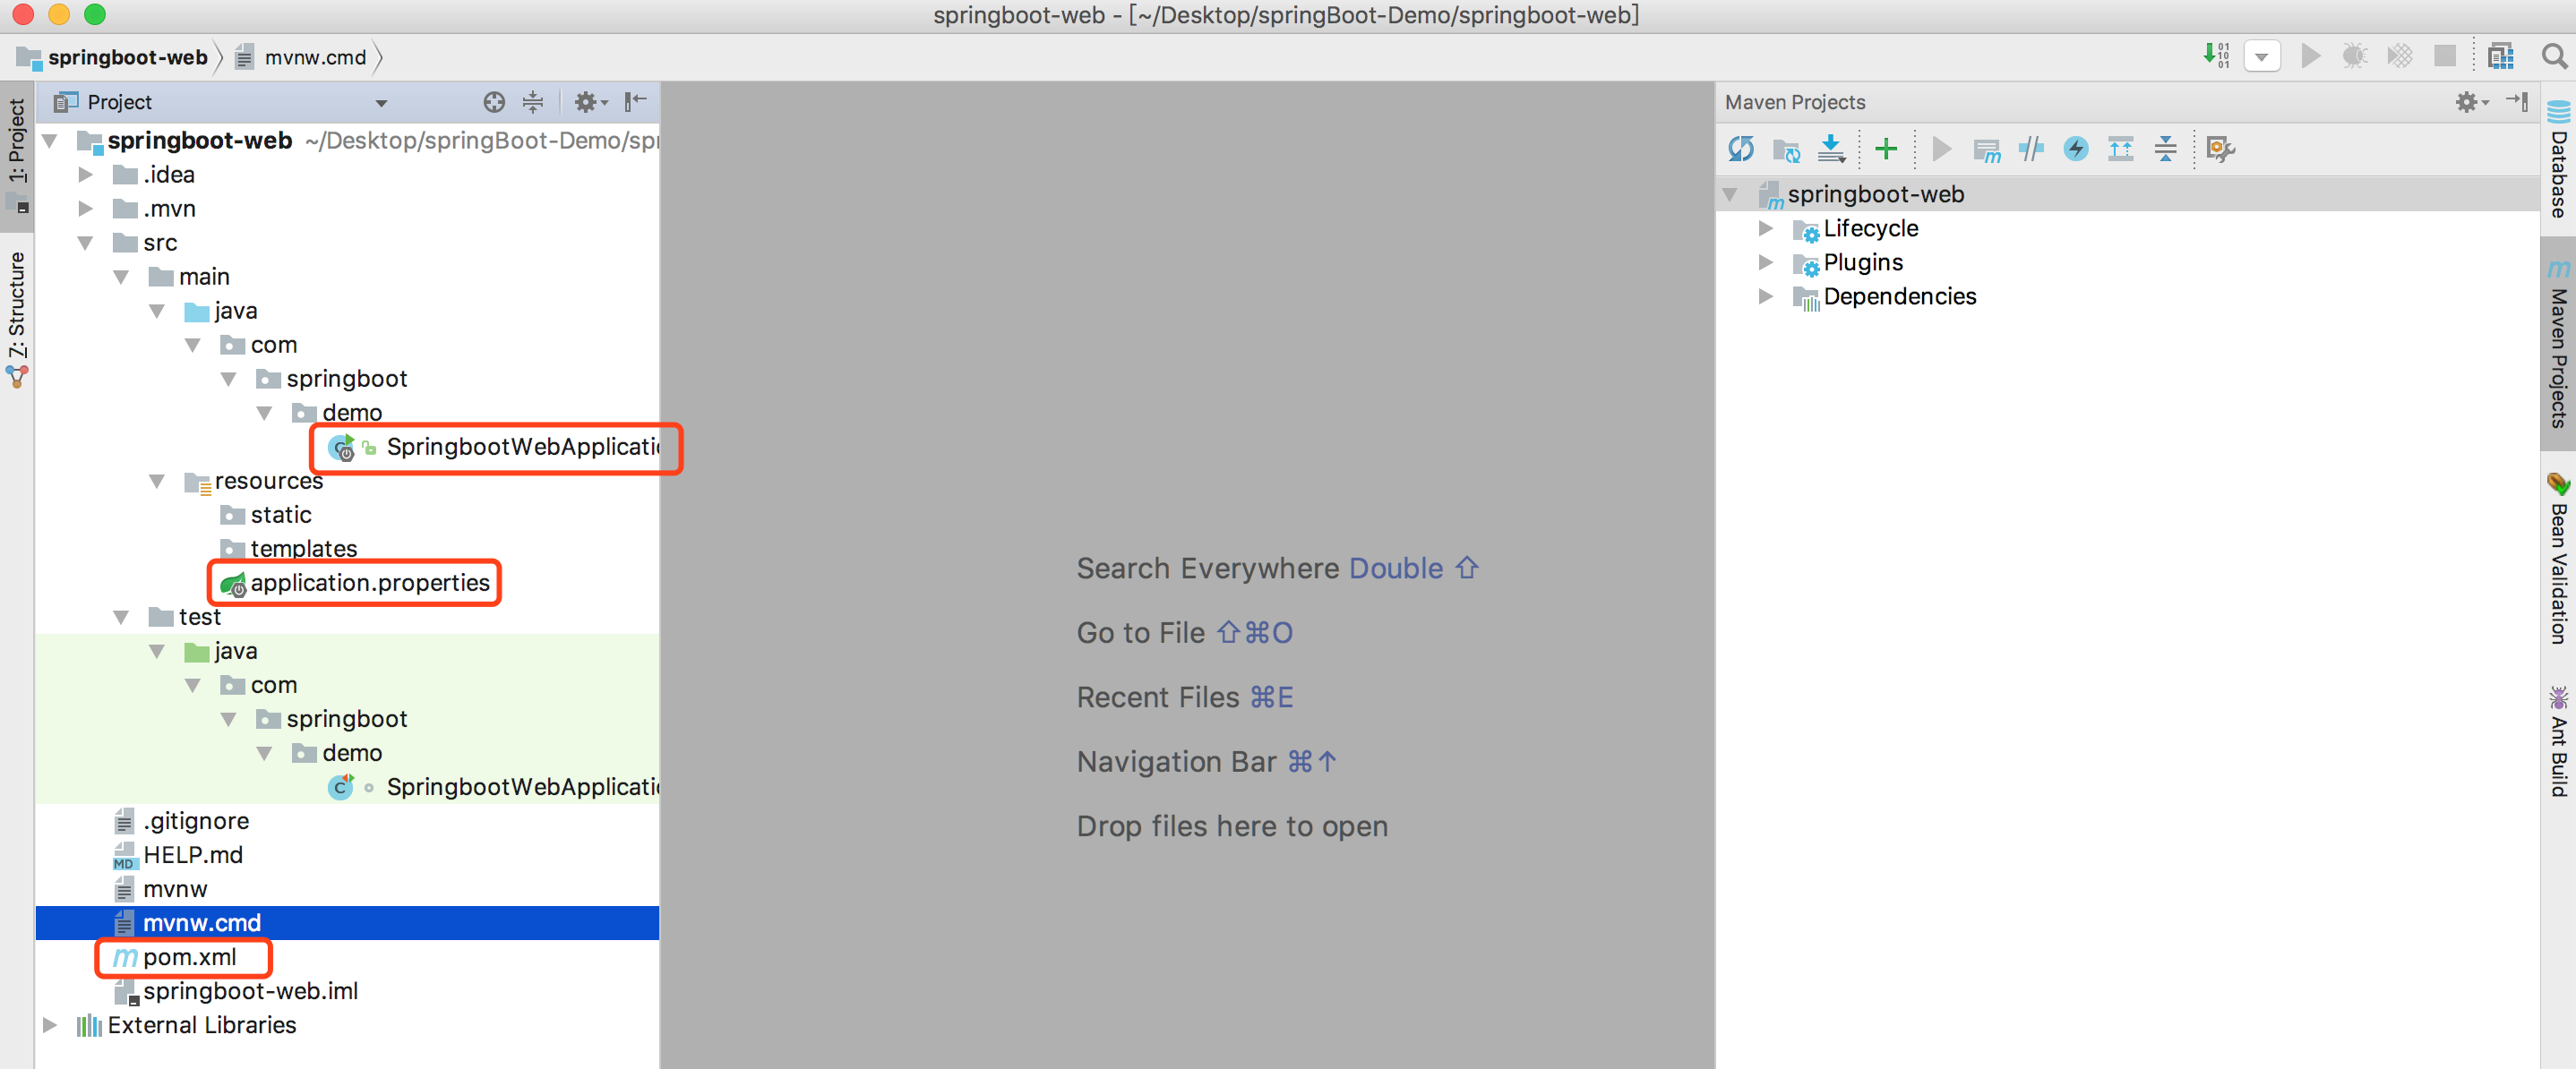 springboot-web - [~/Desktop/springBoot-Demo/springboot-web]
springboot-web mvnw.cmd
Project
springboot-web ~/Desktop/springBoot-Demo/spr
.idea
.mvn
src
main
java
com
springboot
demo
SpringbootWebApplicatio
resources
static
templates
application.properties
test
java
com
springboot
demo
SpringbootWebApplicatio
.gitignore
HELP.md
mvnw
mvnw.cmd
pom.xml
springboot-web.iml
External Libraries
1: Project
7: Structure
Search Everywhere Double ⇧
Go to File ⇧⌘O
Recent Files ⌘E
Navigation Bar ⌘↑
Drop files here to open
Maven Projects
springboot-web
Lifecycle
Plugins
Dependencies
Database
Maven Projects
Bean Validation
Ant Build